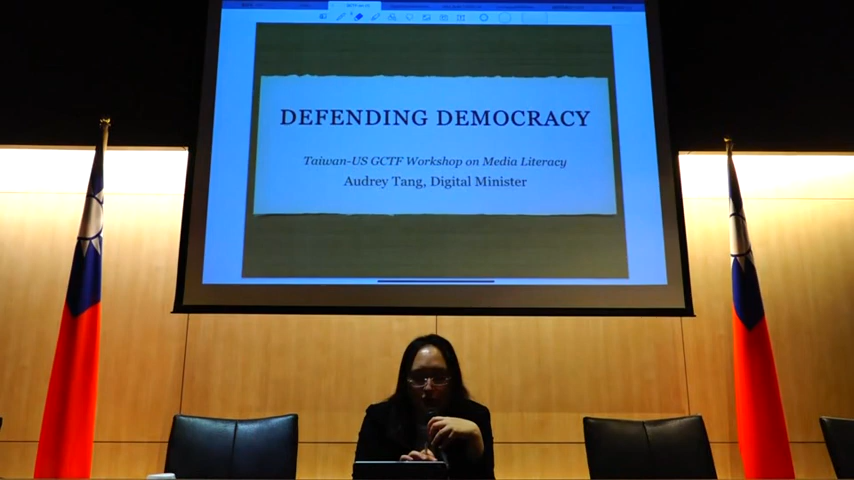 DEFENDING DEMOCRACY
Taiwan-US GCTF Workshop on Media Literacy
Audrey Tang, Digital Minister